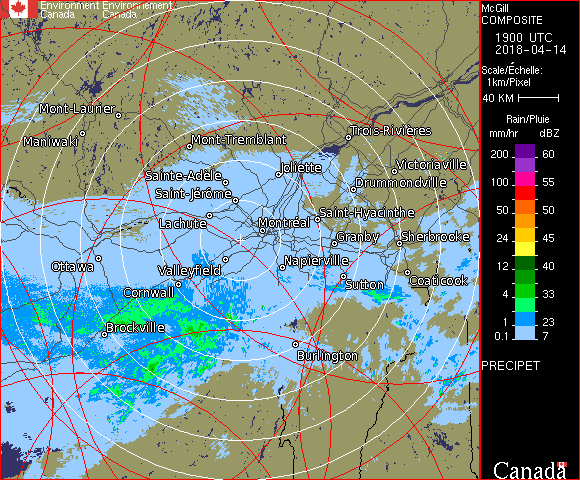 Environment Environnement
Canada Canada
McGill
COMPOSITE
1900 UTC
2018-04-14
Scale/Échelle:
1km/Pixel
40 KM
Rain/Pluie
mm/hr dBZ
200 60
100 55
50 50
24 45
12 40
4 33
1 23
0.1 7
PRECIPET
Mont-Laurier
Maniwaki
Mont-Tremblant
Trois-Rivières
Joliette
Victoriaville
Sainte-Adèle
Drummondville
Saint-Jérôme
Saint-Hyacinthe
Lachute
Montréal
Granby
Sherbrooke
Ottawa
Valleyfield
Napierville
Coaticook
Cornwall
Sutton
Brockville
Burlington
Canada